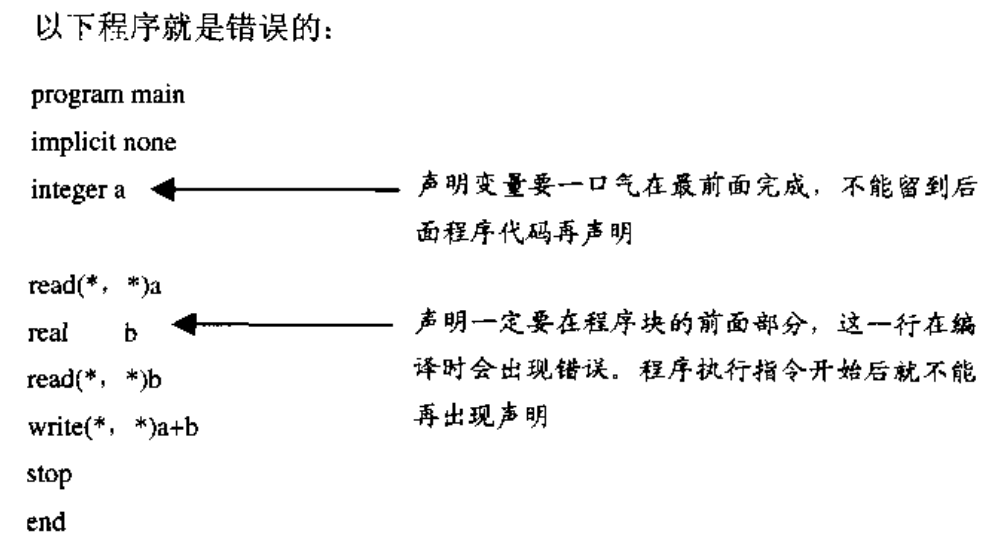 以下程序就是错误的：
program main
implicit none
integer a
声明变量要一口气在最前面完成，不能留到后
面程序代码再声明
read(*，*)a
real b
声明一定要在程序块的前面部分，这一行在编
译时会出现错误。程序执行指令开始后就不能
再出现声明
read(*，*)b
write(*，*)a+b
stop
end